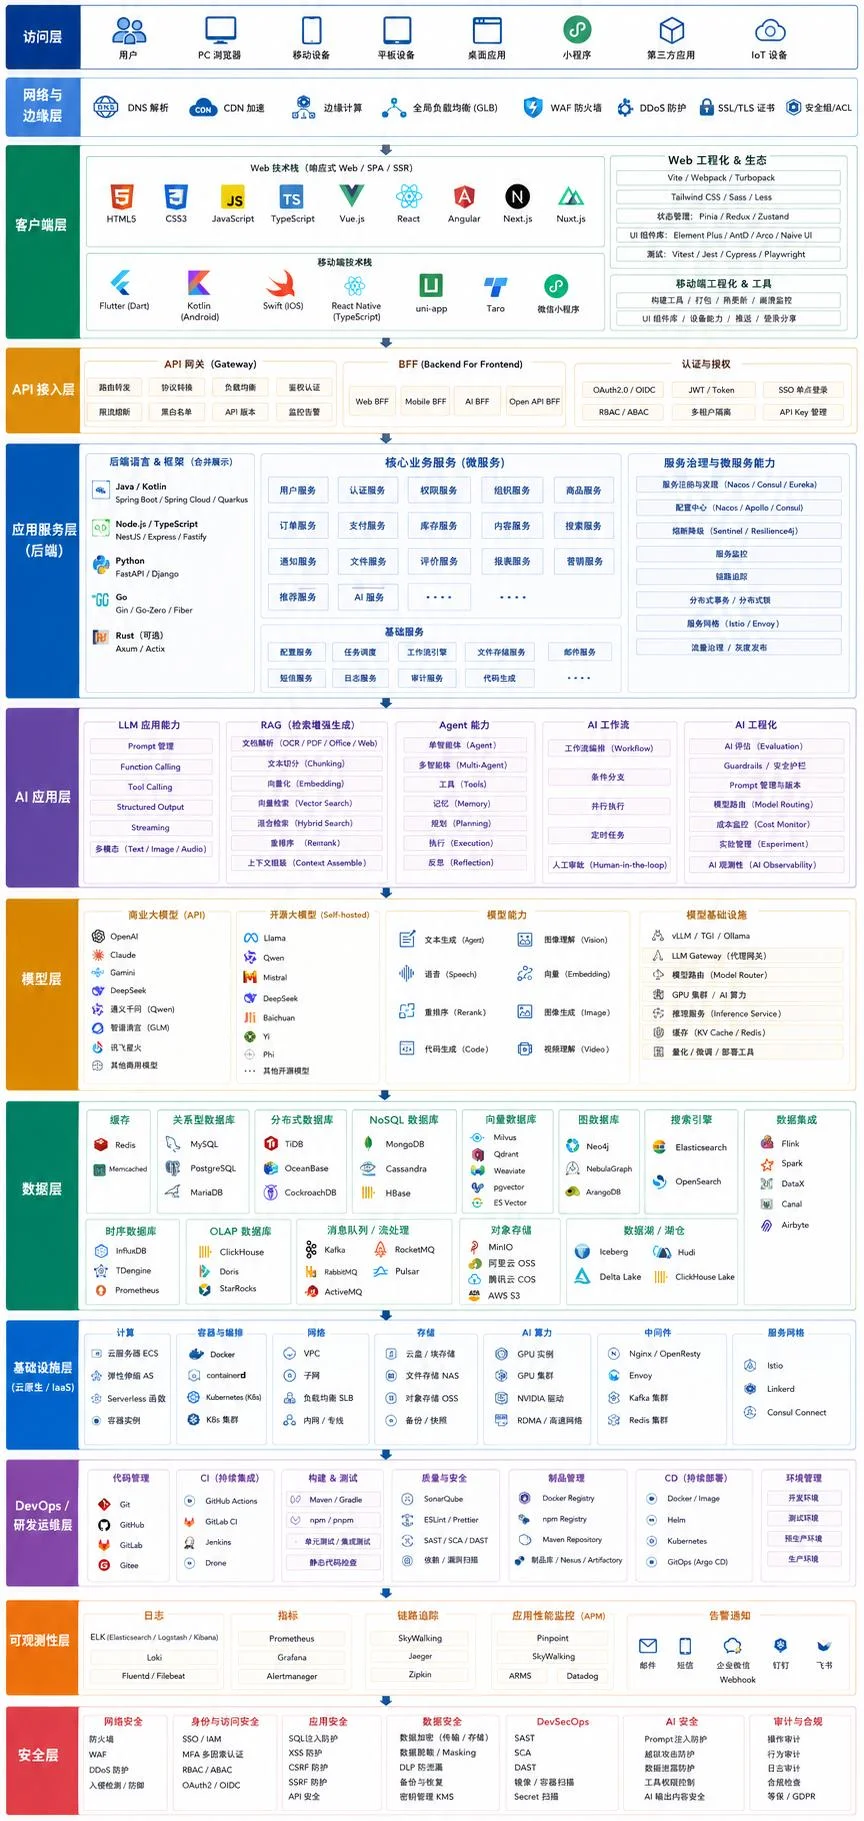 访问层
用户
PC 浏览器
移动设备
平板设备
桌面应用
小程序
第三方应用
IoT 设备
网络与
边缘层
DNS 解析
CDN 加速
边缘计算
全局负载均衡 (GLB)
WAF 防火墙
DDoS 防护
SSL/TLS 证书
安全组/ACL
客户端层
Web 技术栈（响应式 Web / SPA / SSR）
HTML5
CSS3
JavaScript
TypeScript
Vue.js
React
Angular
Next.js
Nuxt.js
移动端技术栈
Flutter (Dart)
Kotlin
(Android)
Swift (iOS)
React Native
(TypeScript)
uni-app
Taro
微信小程序
Web 工程化 & 生态
Vite / Webpack / Turbopack
Tailwind CSS / Sass / Less
状态管理：Pinia / Redux / Zustand
UI 组件库：Element Plus / AntD / Arco / Naive UI
测试：Vitest / Jest / Cypress / Playwright
移动端工程化 & 工具
构建工具 / 打包 / 热更新 / 崩溃监控
UI 组件库 / 设备能力 / 推送 / 登录分享
API 接入层
API 网关 (Gateway)
路由转发
协议转换
负载均衡
鉴权认证
限流熔断
黑白名单
API 版本
监控告警
BFF (Backend For Frontend)
Web BFF
Mobile BFF
AI BFF
Open API BFF
认证与授权
OAuth2.0 / OIDC
JWT / Token
SSO 单点登录
RBAC / ABAC
多租户隔离
API Key 管理
应用服务层
（后端）
后端语言 & 框架（合并展示）
Java / Kotlin
Spring Boot / Spring Cloud / Quarkus
Node.js / TypeScript
NestJS / Express / Fastify
Python
FastAPI / Django
Go
Gin / Go-Zero / Fiber
Rust（可选）
Axum / Actix
核心业务服务 (微服务)
用户服务
认证服务
权限服务
组织服务
商品服务
订单服务
支付服务
库存服务
内容服务
搜索服务
通知服务
文件服务
评价服务
报表服务
营销服务
推荐服务
AI 服务
····
····
基础服务
配置服务
任务调度
工作流引擎
文件存储服务
邮件服务
短信服务
日志服务
审计服务
代码生成
····
服务治理与微服务能力
服务注册与发现（Nacos / Consul / Eureka）
配置中心（Nacos / Apollo / Consul）
熔断降级（Sentinel / Resilience4j）
服务监控
链路追踪
分布式事务 / 分布式锁
服务网格（Istio / Envoy）
流量治理 / 灰度发布
AI 应用层
LLM 应用能力
Prompt 管理
Function Calling
Tool Calling
Structured Output
Streaming
多模态（Text / Image / Audio）
RAG（检索增强生成）
文档解析（OCR / PDF / Office / Web）
文本切分（Chunking）
向量化（Embedding）
向量检索（Vector Search）
混合检索（Hybrid Search）
重排序（Rerank）
上下文组装（Context Assemble）
Agent 能力
单智能体（Agent）
多智能体（Multi-Agent）
工具（Tools）
记忆（Memory）
规划（Planning）
执行（Execution）
反思（Reflection）
AI 工作流
工作流编排（Workflow）
条件分支
并行执行
定时任务
人工审批（Human-in-the-loop）
AI 工程化
AI 评估（Evaluation）
Guardrails / 安全护栏
Prompt 管理与版本
模型路由（Model Routing）
成本监控（Cost Monitor）
实验管理（Experiment）
AI 观测性（AI Observability）
模型层
商业大模型（API）
OpenAI
Claude
Gamini
DeepSeek
通义千问（Qwen）
智谱清言（GLM）
讯飞星火
其他商用模型
开源大模型（Self-hosted）
Llama
Qwen
Mistral
DeepSeek
Baichuan
Yi
Phi
其他开源模型
模型能力
文本生成（Agert）
图像理解（Vision）
语音（Speech）
向量（Embedding）
重排序（Rerank）
图像生成（Image）
代码生成（Code）
视频理解（Video）
模型基础设施
vLLM / TGI / Ollama
LLM Gateway（代理网关）
模型路由（Model Router）
GPU 集群 / AI 算力
推理服务（Inference Service）
缓存（KV Cache / Redis）
量化 / 微调 / 部署工具
数据层
缓存
Redis
Memcached
关系型数据库
MySQL
PostgreSQL
MariaDB
分布式数据库
TiDB
OceanBase
CockroachDB
NoSQL 数据库
MongoDB
Cassandra
HBase
向量数据库
Milvus
Qdrant
Weaviate
pgvector
ES Vector
图数据库
Neo4j
NebulaGraph
ArangoDB
搜索引擎
Elasticsearch
OpenSearch
数据集成
Flink
Spark
DataX
Canal
Airbyte
时序数据库
InfluxDB
TDengine
Prometheus
OLAP 数据库
ClickHouse
Doris
StarRocks
消息队列 / 流处理
Kafka
RocketMQ
RabbitMQ
Pulsar
ActiveMQ
对象存储
MinIO
阿里云 OSS
腾讯云 COS
AWS S3
数据湖 / 湖仓
Iceberg
Hudi
Delta Lake
ClickHouse Lake
基础设施层
(云原生 / IaaS)
计算
云服务器 ECS
弹性伸缩 AS
Serverless 函数
容器实例
容器与编排
Docker
containerd
Kubernetes (K8s)
K8s 集群
网络
VPC
子网
负载均衡 SLB
内网 / 专线
存储
云盘 / 块存储
文件存储 NAS
对象存储 OSS
备份 / 快照
AI 算力
GPU 实例
GPU 集群
NVIDIA 驱动
RDMA / 高速网络
中间件
Nginx / OpenResty
Envoy
Kafka 集群
Redis 集群
服务网格
Istio
Linkerd
Consul Connect
DevOps /
研发运维层
代码管理
Git
GitHub
GitLab
Gitee
CI（持续集成）
GitHub Actions
GitLab CI
Jenkins
Drone
构建 & 测试
Maven / Gradle
npm / pnpm
单元测试 / 集成测试
静态代码检查
质量与安全
SonarQube
ESLint / Prettier
SAST / SCA / DAST
依赖 / 漏洞扫描
制品管理
Docker Registry
npm Registry
Maven Repository
制品库 / Nexus / Artifactory
CD（持续部署）
Docker / Image
Helm
Kubernetes
GitOps (Argo CD)
环境管理
开发环境
测试环境
预生产环境
生产环境
可观测性层
日志
ELK (Elasticsearch / Logstash / Kibana)
Loki
Fluentd / Filebeat
指标
Prometheus
Grafana
Alertmanager
链路追踪
SkyWalking
Jaeger
Zipkin
应用性能监控（APM）
Pinpoint
SkyWalking
ARMS
Datadog
告警通知
邮件
短信
企业微信
钉钉
飞书
Webhook
安全层
网络安全
防火墙
WAF
DDoS 防护
入侵检测 / 防御
身份与访问安全
SSO / IAM
MFA 多因素认证
RBAC / ABAC
OAuth2 / OIDC
应用安全
SQL注入防护
XSS 防护
CSRF 防护
SSRF 防护
API 安全
数据安全
数据加密（传输 / 存储）
数据脱敏 / Masking
DLP 防泄漏
备份与恢复
密钥管理 KMS
DevSecOps
SAST
SCA
DAST
镜像 / 容器扫描
Secret 扫描
AI 安全
Prompt 注入防护
越狱攻击防护
数据泄露防护
工具权限控制
AI 输出内容安全
审计与合规
操作审计
行为审计
日志审计
合规检查
等保 / GDPR